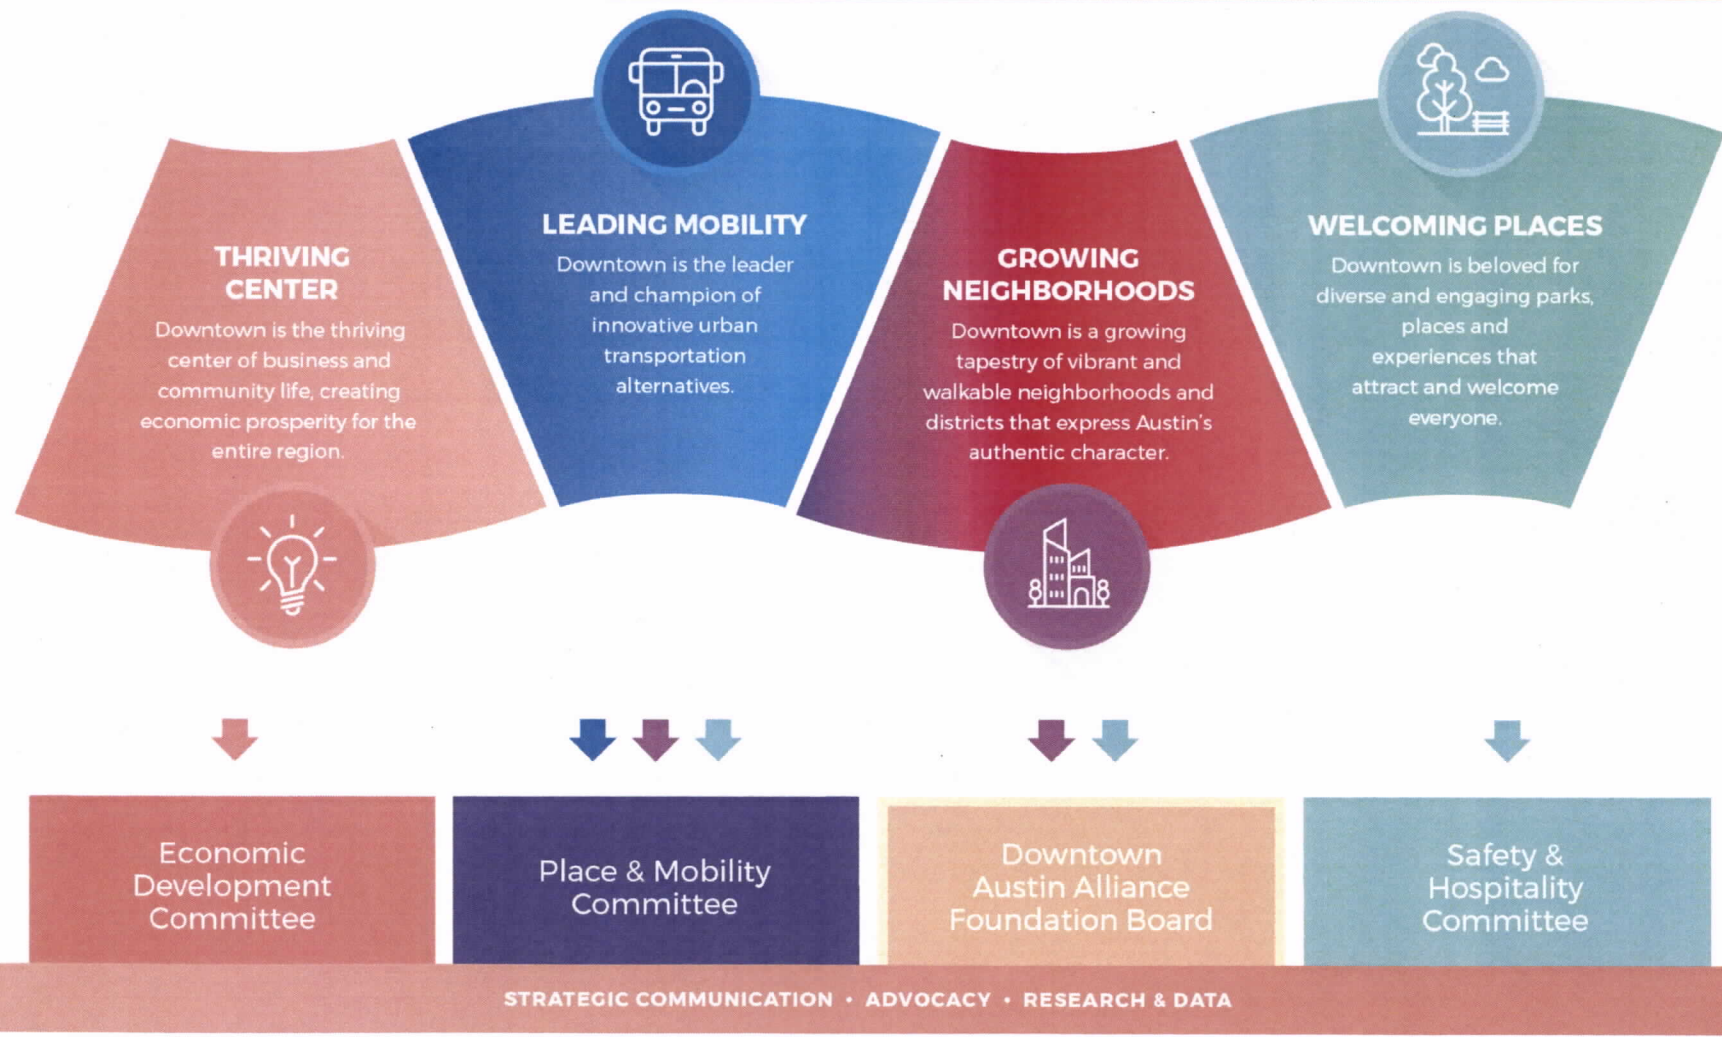 THRIVING
CENTER
Downtown is the thriving
center of business and
community life, creating
economic prosperity for the
entire region.
LEADING MOBILITY
Downtown is the leader
and champion of
innovative urban
transportation
alternatives.
GROWING
NEIGHBORHOODS
Downtown is a growing
tapestry of vibrant and
walkable neighborhoods and
districts that express Austin's
authentic character.
WELCOMING PLACES
Downtown is beloved for
diverse and engaging parks,
places and
experiences that
attract and welcome
everyone.
Economic
Development
Committee
Place & Mobility
Committee
Downtown
Austin Alliance
Foundation Board
Safety &
Hospitality
Committee
STRATEGIC COMMUNICATION • ADVOCACY • RESEARCH & DATA